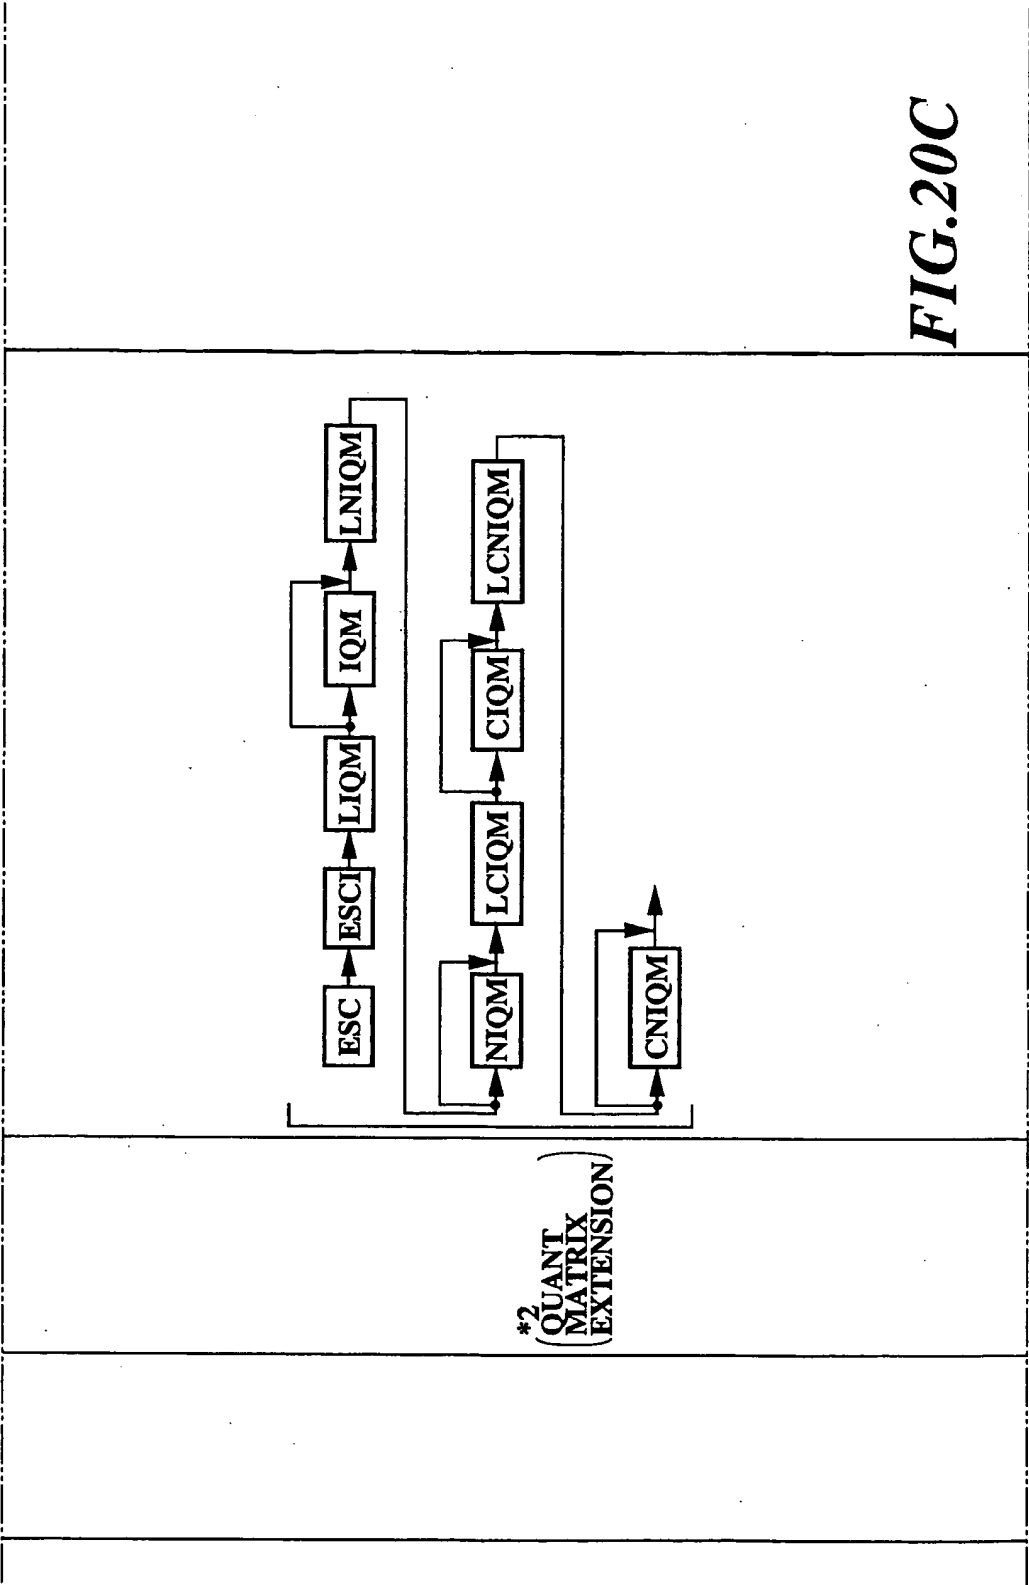 *2
QUANT
MATRIX
EXTENSION
ESC
ESCI
LIQM
IQM
LNIQM
NIQM
LCIQM
CIQM
LCNIQM
CNIQM
FIG.20C